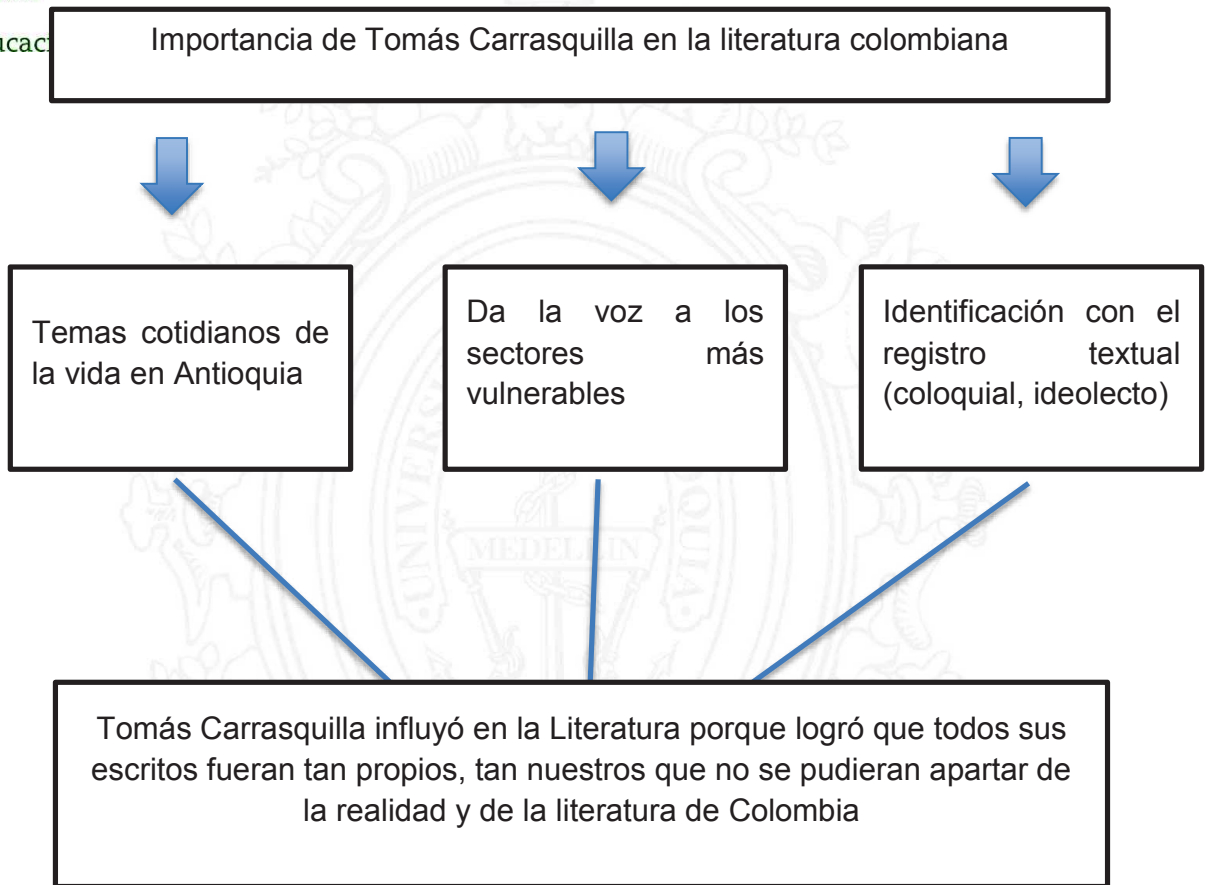 Importancia de Tomás Carrasquilla en la literatura colombiana
Temas cotidianos de
la vida en Antioquia
Da la voz a los
sectores más
vulnerables
Identificación con el
registro textual
(coloquial, ideolecto)
MEDELLIN
Tomás Carrasquilla influyó en la Literatura porque logró que todos sus
escritos fueran tan propios, tan nuestros que no se pudieran apartar de
la realidad y de la literatura de Colombia